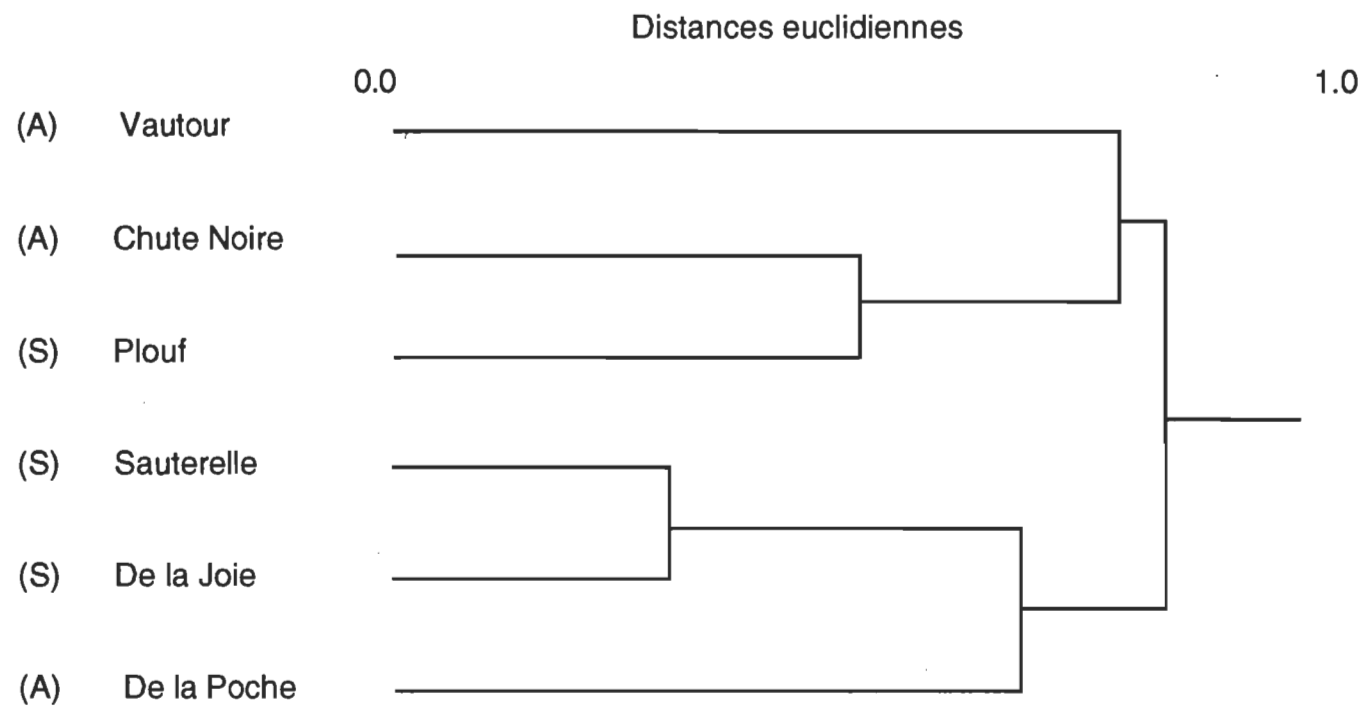 Distances euclidiennes
0.0 1.0
(A) Vautour
(A) Chute Noire
(S) Plouf
(S) Sauterelle
(S) De la Joie
(A) De la Poche